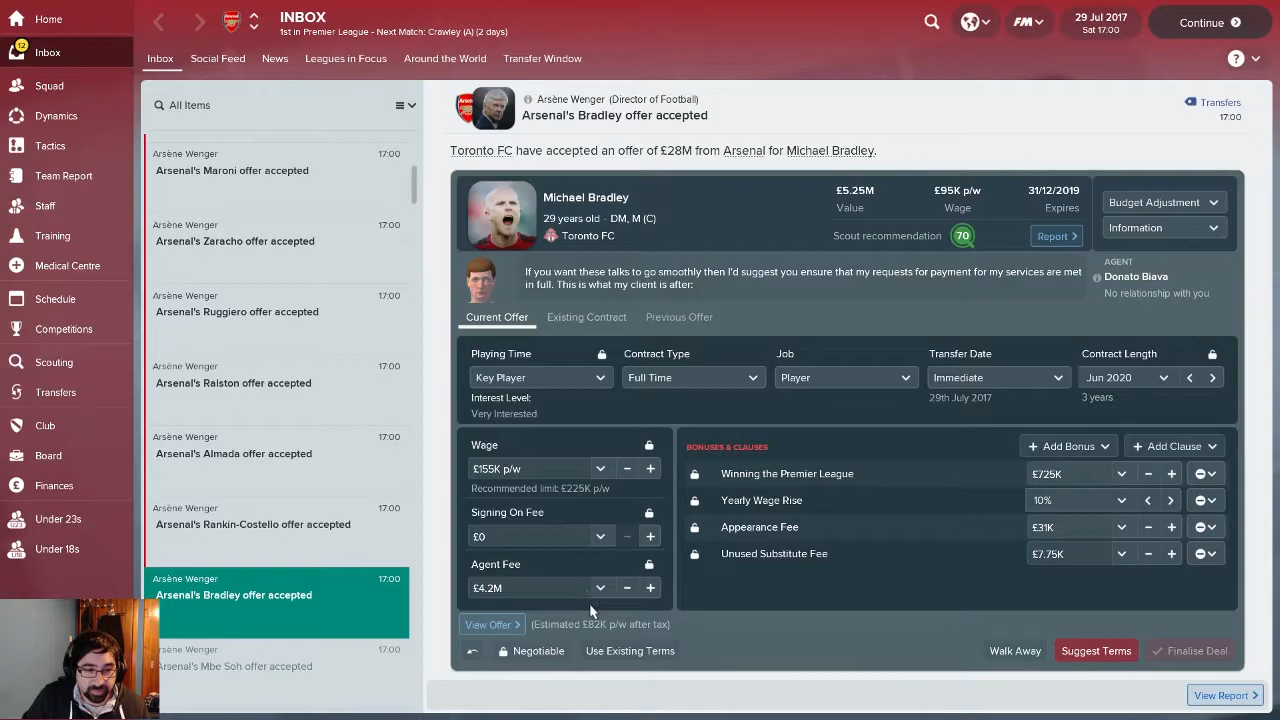 Home
INBOX
1st in Premier League - Next Match: Crawley (A) (2 days)
FM
29 Jul 2017
Sat 17:00
Continue
12
Inbox
Squad
Dynamics
Tactics
Team Report
Staff
Training
Medical Centre
Schedule
Competitions
Scouting
Transfers
Club
Board
Finances
U23
Under 23s
U18
Under 18s
Inbox
Social Feed
News
Leagues in Focus
Around the World
Transfer Window
?
All Items
Arsène Wenger 17:00
Arsenal's Maroni offer accepted
Arsène Wenger 17:00
Arsenal's Zaracho offer accepted
Arsène Wenger 17:00
Arsenal's Ruggiero offer accepted
Arsène Wenger 17:00
Arsenal's Ralston offer accepted
Arsène Wenger 17:00
Arsenal's Almada offer accepted
Arsène Wenger 17:00
Arsenal's Rankin-Costello offer accepted
Arsène Wenger 17:00
Arsenal's Bradley offer accepted
Arsène Wenger 17:00
Arsenal's Mbe Soh offer accepted
Arsenal
Arsène Wenger (Director of Football)
Arsenal's Bradley offer accepted
Transfers
17:00
Toronto FC have accepted an offer of £28M from Arsenal for Michael Bradley.
Michael Bradley
29 years old - DM, M (C)
Toronto FC
£5.25M
Value
£95K p/w
Wage
31/12/2019
Expires
Scout recommendation 70 Report
Budget Adjustment
Information
If you want these talks to go smoothly then I'd suggest you ensure that my requests for payment for my services are met
in full. This is what my client is after:
AGENT
Donato Biava
No relationship with you
Current Offer
Existing Contract
Previous Offer
Playing Time
Key Player
Interest Level:
Very Interested
Contract Type
Full Time
Job
Player
Transfer Date
Immediate
29th July 2017
Contract Length
Jun 2020
3 years
Wage
£155K p/w
Recommended limit: £225K p/w
Signing On Fee
£0
Agent Fee
£4.2M
BONUSES & CLAUSES
Add Bonus
Add Clause
Winning the Premier League £725K
Yearly Wage Rise 10%
Appearance Fee £31K
Unused Substitute Fee £7.75K
View Offer
(Estimated £82K p/w after tax)
Negotiable
Use Existing Terms
Walk Away
Suggest Terms
Finalise Deal
View Report